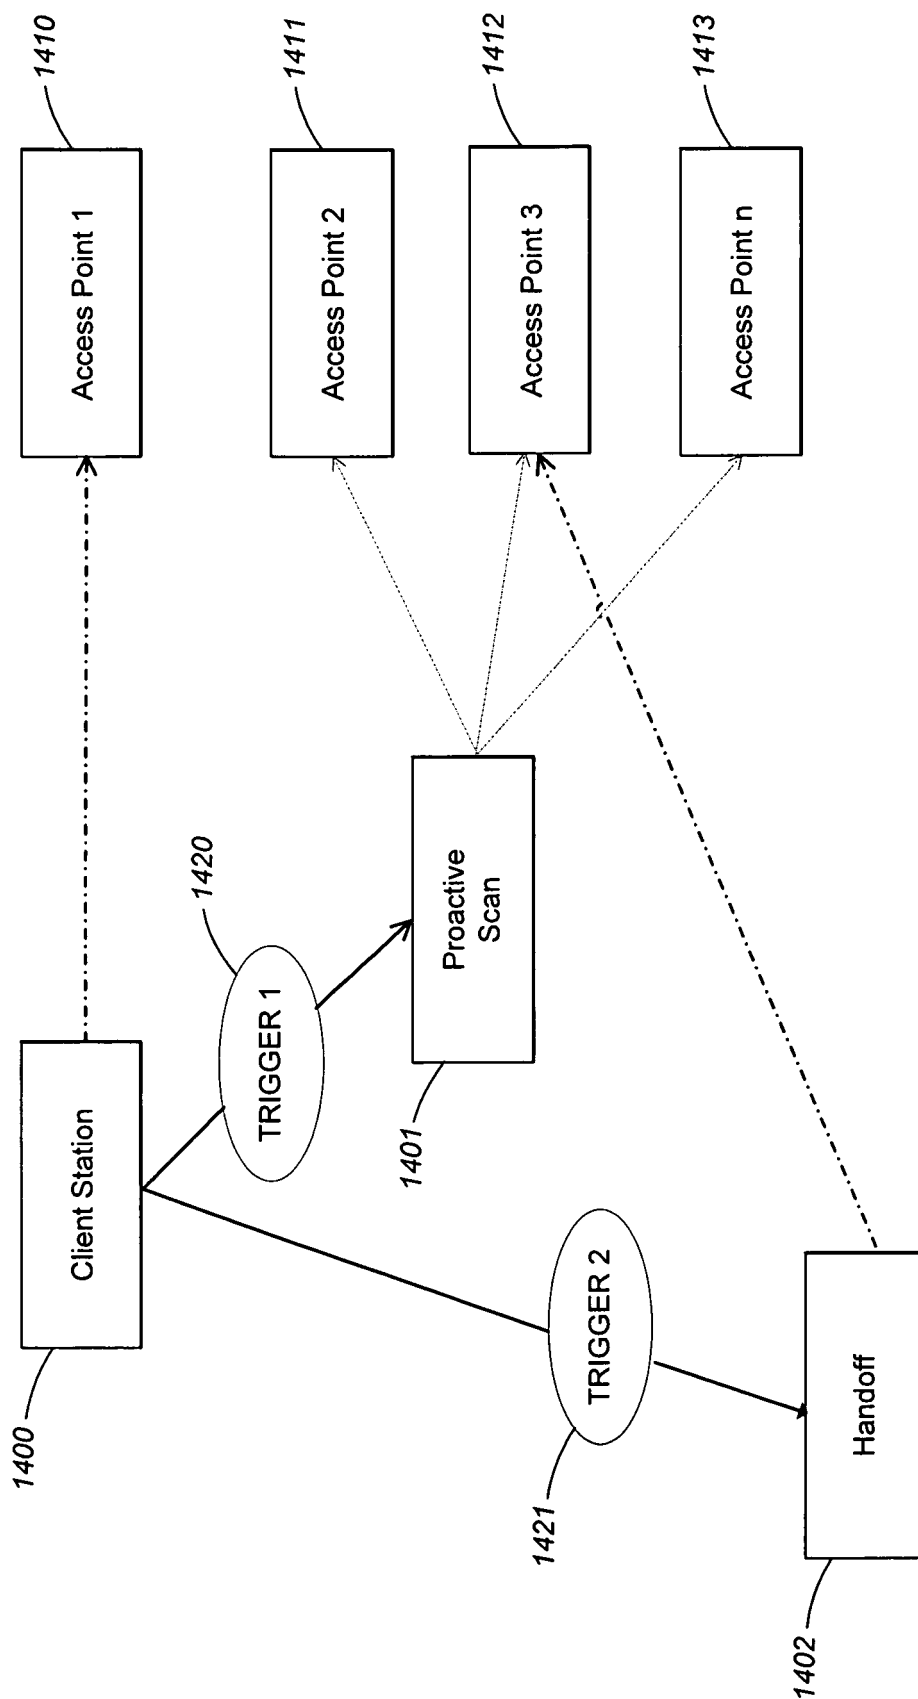 1400
Client Station
1410
Access Point 1
TRIGGER 1
1420
1411
Access Point 2
1401
Proactive
Scan
1412
Access Point 3
1421
TRIGGER 2
1413
Access Point n
1402
Handoff